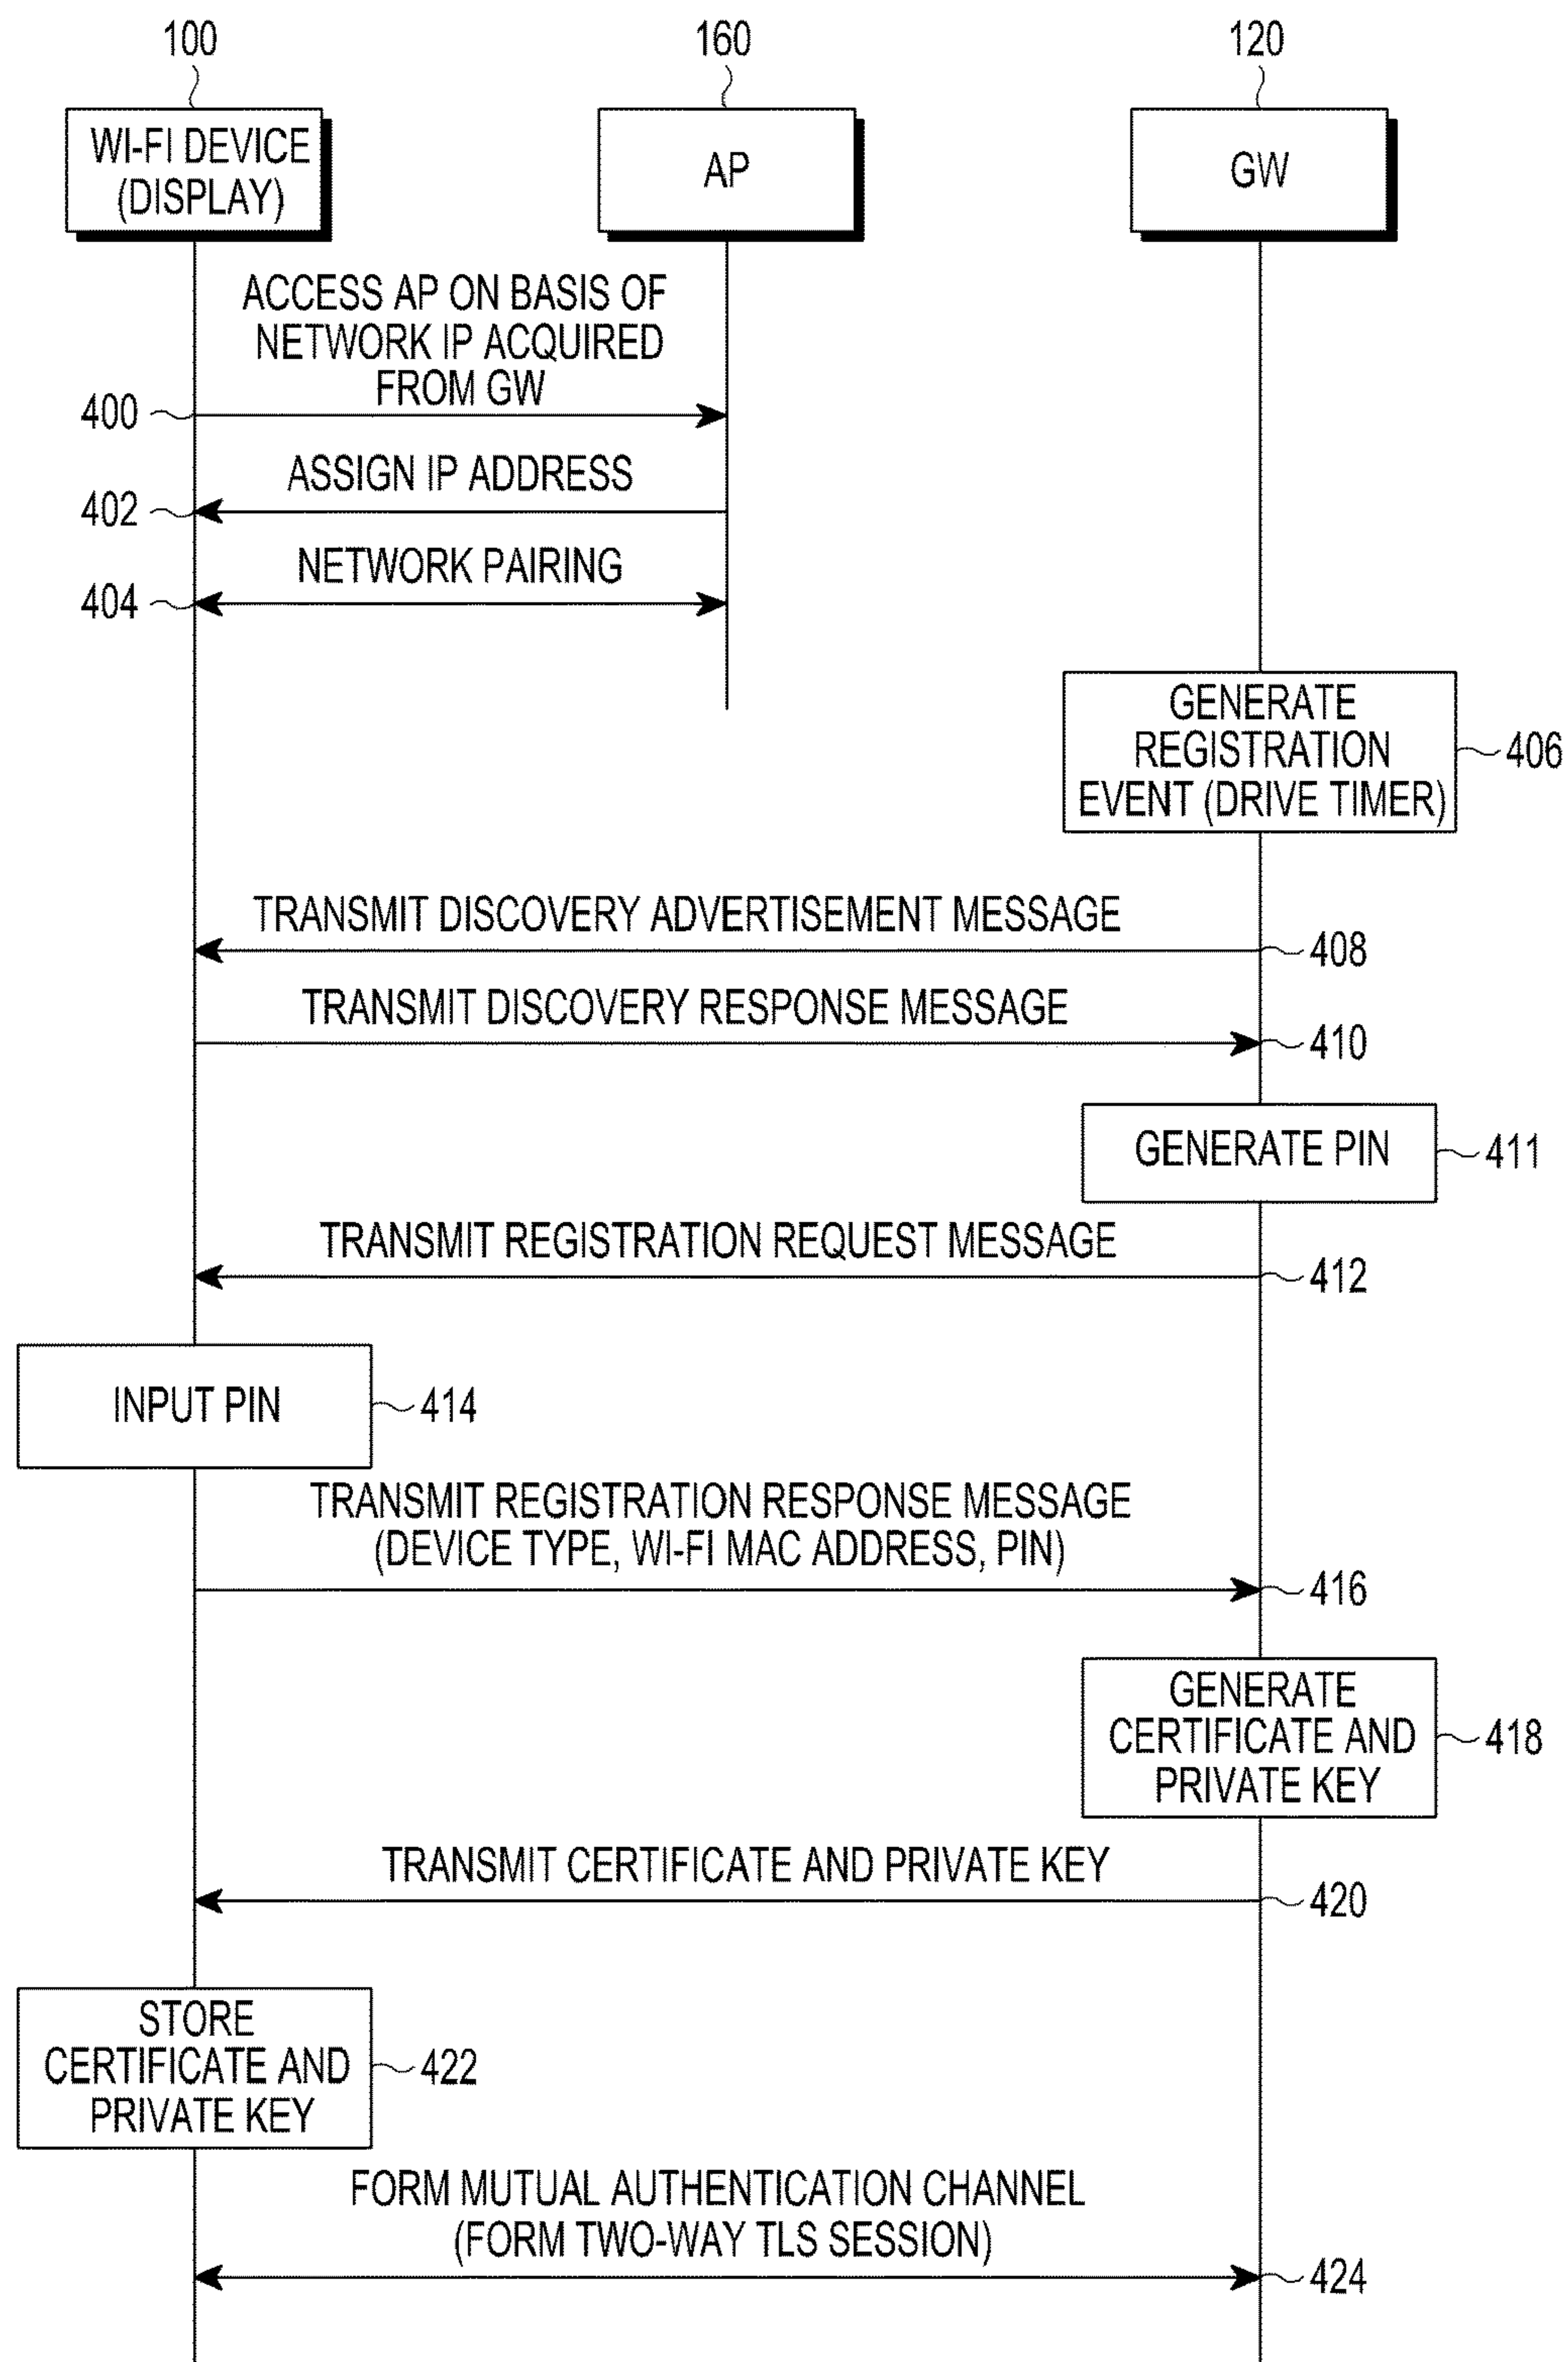 100
160
120
WI-FI DEVICE
(DISPLAY)
AP
GW
ACCESS AP ON BASIS OF
NETWORK IP ACQUIRED
FROM GW
400
ASSIGN IP ADDRESS
402
NETWORK PAIRING
404
GENERATE
REGISTRATION
EVENT (DRIVE TIMER)
406
TRANSMIT DISCOVERY ADVERTISEMENT MESSAGE
408
TRANSMIT DISCOVERY RESPONSE MESSAGE
410
GENERATE PIN
411
TRANSMIT REGISTRATION REQUEST MESSAGE
412
INPUT PIN
414
TRANSMIT REGISTRATION RESPONSE MESSAGE
(DEVICE TYPE, WI-FI MAC ADDRESS, PIN)
416
GENERATE
CERTIFICATE AND
PRIVATE KEY
418
TRANSMIT CERTIFICATE AND PRIVATE KEY
420
STORE
CERTIFICATE AND
PRIVATE KEY
422
FORM MUTUAL AUTHENTICATION CHANNEL
(FORM TWO-WAY TLS SESSION)
424